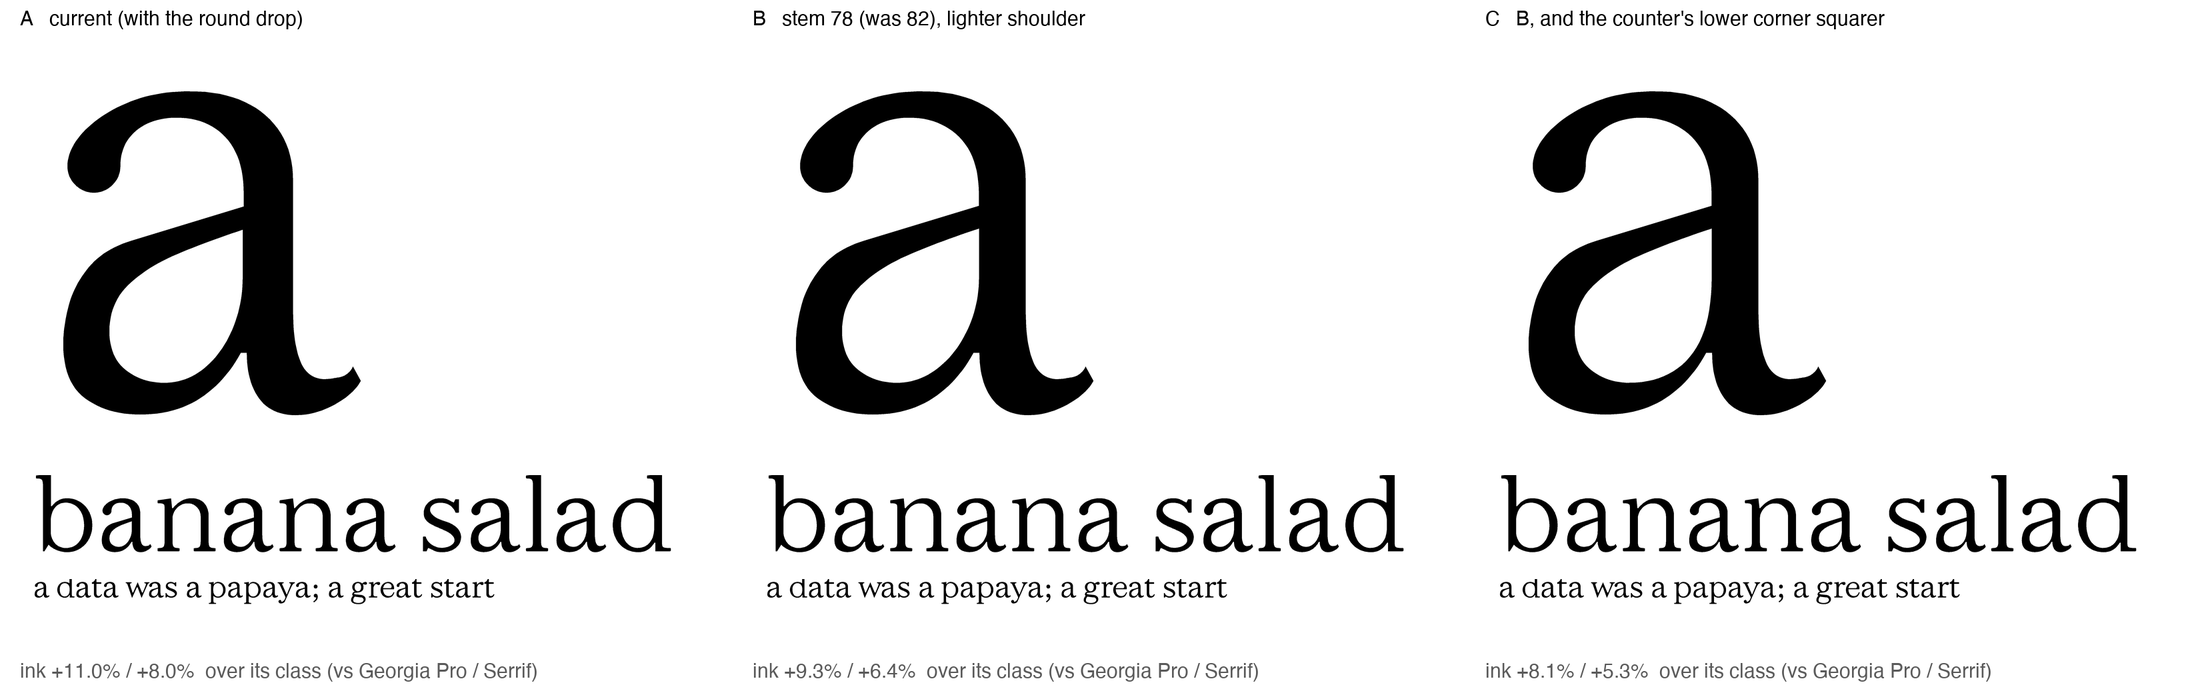 A current (with the round drop)
B stem 78 (was 82), lighter shoulder
C B, and the counter's lower corner squarer
a
a
a
banana salad
banana salad
banana salad
a data was a papaya; a great start
a data was a papaya; a great start
a data was a papaya; a great start
ink +11.0% / +8.0% over its class (vs Georgia Pro / Serrif)
ink +9.3% / +6.4% over its class (vs Georgia Pro / Serrif)
ink +8.1% / +5.3% over its class (vs Georgia Pro / Serrif)